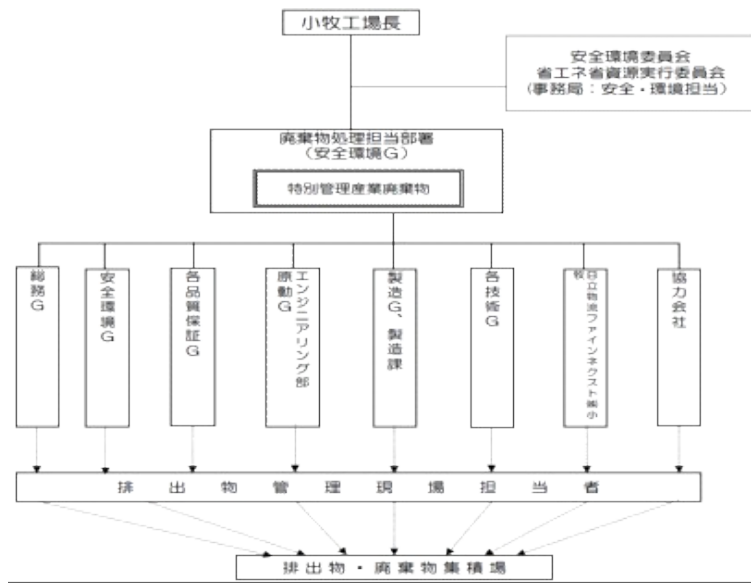 小牧工場長
安全環境委員会
省エネ省資源実行委員会
(事務局:安全・環境担当)
廃棄物処理担当部署
(安全環境G)
特別管理産業廃棄物
総務G
安全環境G
各品質保証G
エンジニアリング部
原動G
製造G、製造課
各技術G
日立物流ファインネクスト㈱小
牧
協力会社
排出物管理現場担当者
排出物・廃棄物集積場